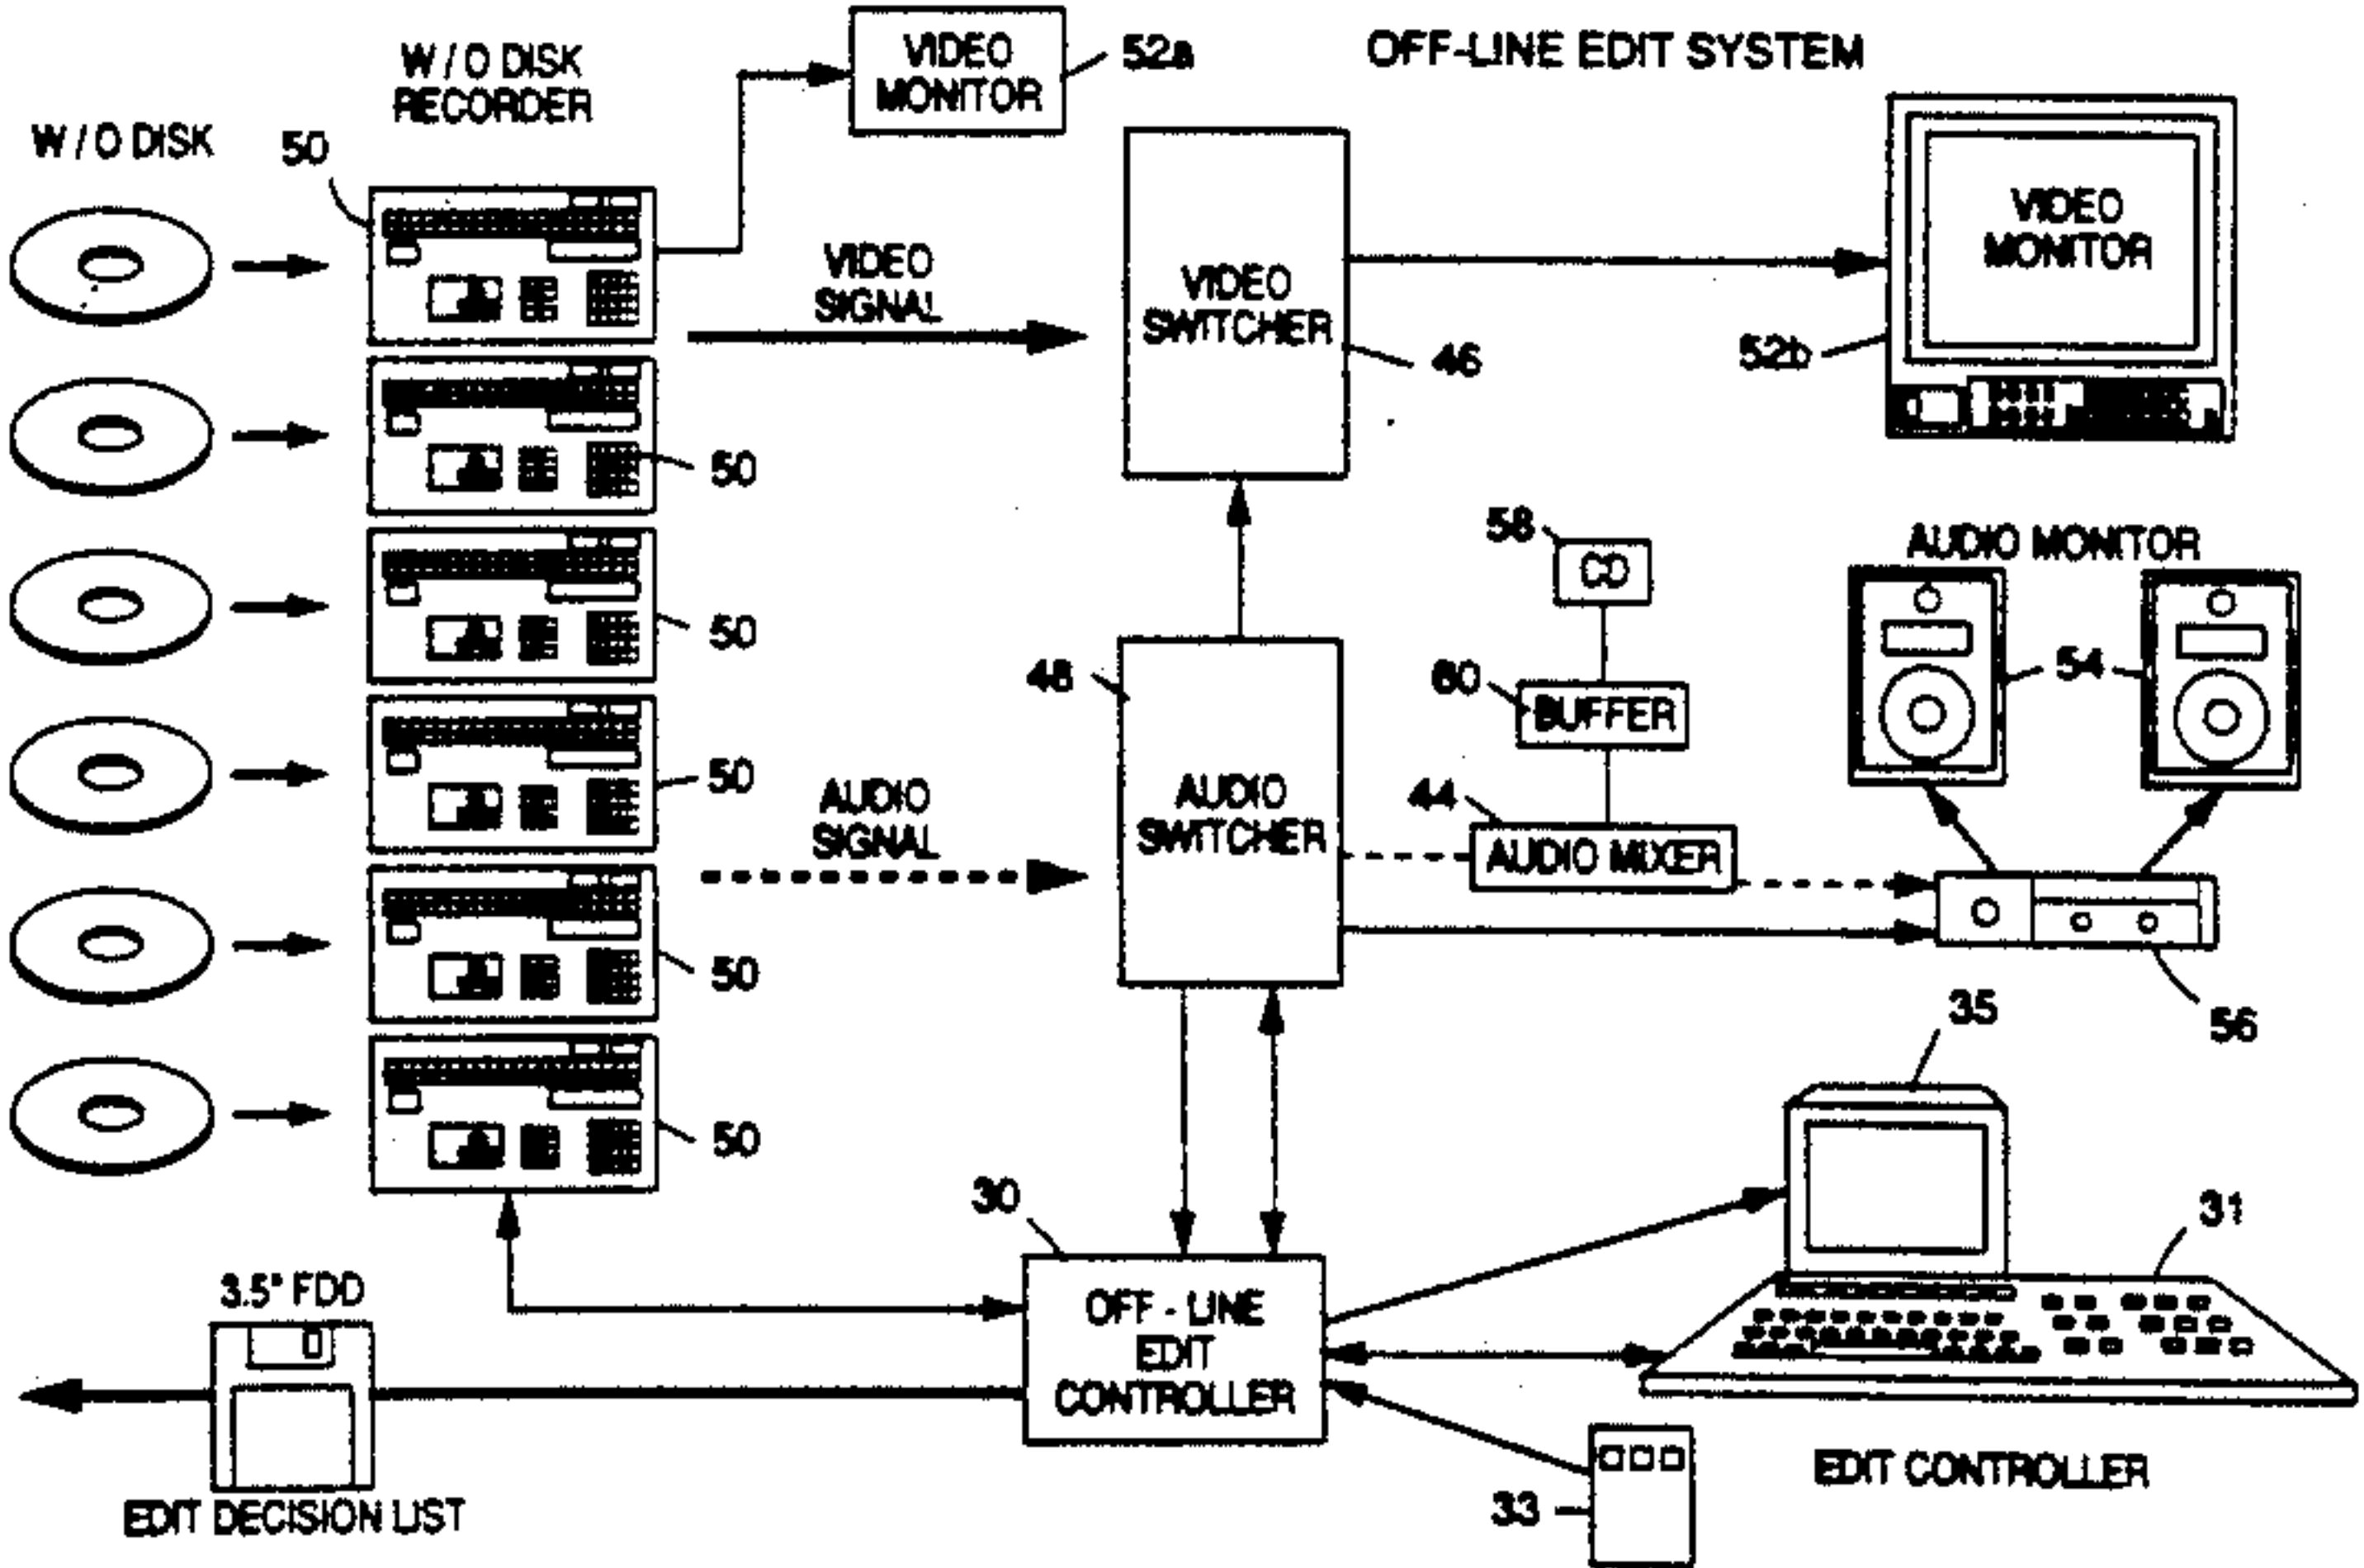 OFF-LINE EDIT SYSTEM
W / O DISK
W / O DISK
RECORDER
50
VIDEO
MONITOR
52a
VIDEO
SIGNAL
VIDEO
SWITCHER
46
VIDEO
MONITOR
52b
50
50
50
50
50
58
CD
60
BUFFER
44
AUDIO MIXER
AUDIO MONITOR
54
56
48
AUDIO
SWITCHER
AUDIO
SIGNAL
30
OFF - LINE
EDIT
CONTROLLER
35
31
33
EDIT CONTROLLER
3.5" FDD
EDIT DECISION LIST